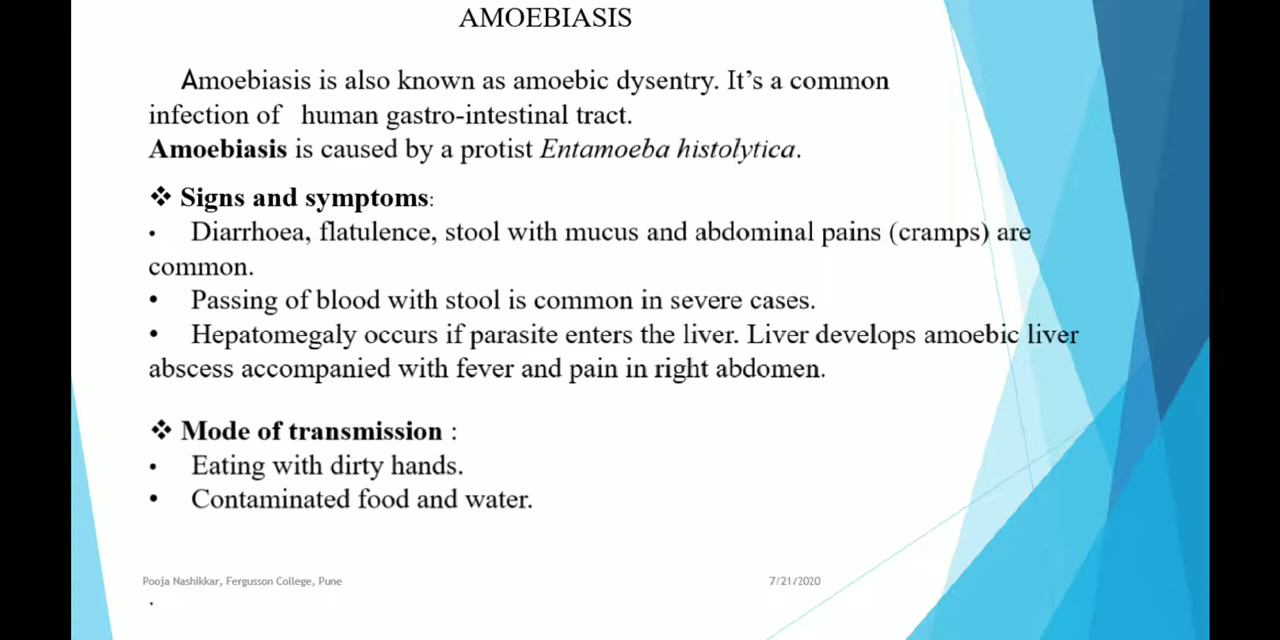 AMOEBIASIS
Amoebiasis is also known as amoebic dysentry. It’s a common
infection of human gastro-intestinal tract.
Amoebiasis is caused by a protist Entamoeba histolytica.
❖ Signs and symptoms:
• Diarrhoea, flatulence, stool with mucus and abdominal pains (cramps) are
common.
• Passing of blood with stool is common in severe cases.
• Hepatomegaly occurs if parasite enters the liver. Liver develops amoebic liver
abscess accompanied with fever and pain in right abdomen.
❖ Mode of transmission :
• Eating with dirty hands.
• Contaminated food and water.
Pooja Nashikkar, Fergusson College, Pune
7/21/2020
.